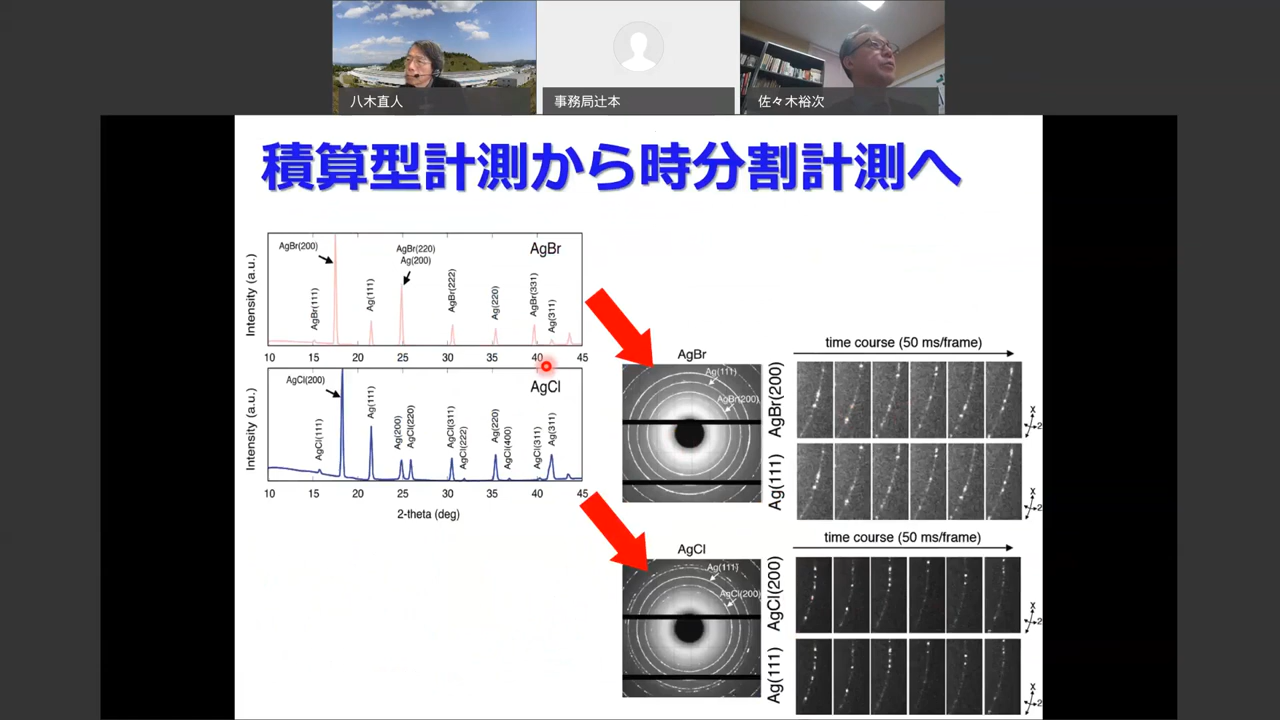 八木直人
事務局辻本
佐々木裕次
積算型計測から時分割計測へ
AgBr(200)
AgBr(220)
Ag(200)
AgBr
AgBr(111)
Ag(111)
AgBr(222)
Ag(220)
AgBr(331)
Ag(311)
Intensity (a.u.)
10 15 20 25 30 35 40 45
AgCl(200)
AgCl
AgCl(111)
Ag(111)
Ag(200)
AgCl(220)
AgCl(311)
AgCl(222)
Ag(220)
AgCl(400)
AgCl(311)
Ag(311)
Intensity (a.u.)
10 15 20 25 30 35 40 45
2-theta (deg)
AgBr
Ag(111)
AgBr(200)
time course (50 ms/frame)
AgBr(200)
X
2
Ag(111)
X
2
AgCl
Ag(111)
AgCl(200)
time course (50 ms/frame)
AgCl(200)
X
2
Ag(111)
X
2